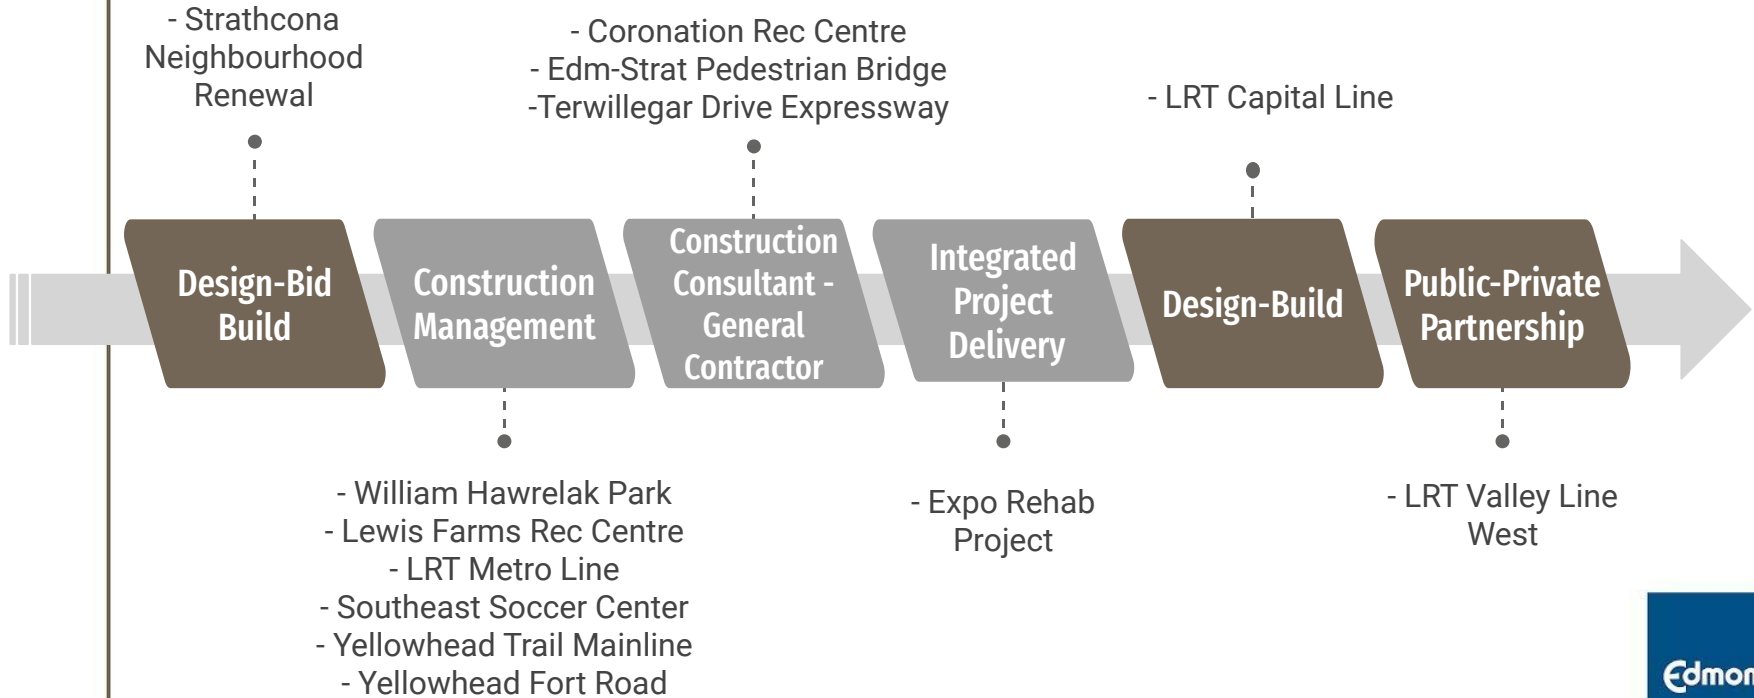 - Strathcona
Neighbourhood
Renewal
- Coronation Rec Centre
- Edm-Strat Pedestrian Bridge
-Terwillegar Drive Expressway
- LRT Capital Line
Design-Bid
Build
Construction
Management
Construction
Consultant -
General
Contractor
Integrated
Project
Delivery
Design-Build
Public-Private
Partnership
- William Hawrelak Park
- Lewis Farms Rec Centre
- LRT Metro Line
- Southeast Soccer Center
- Yellowhead Trail Mainline
- Yellowhead Fort Road
- Expo Rehab
Project
- LRT Valley Line
West
Edmon